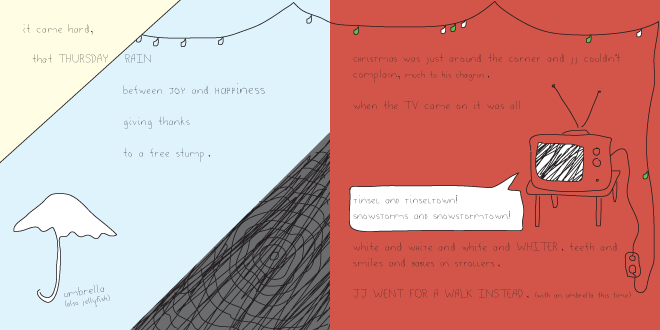 it came hard,
that THURSDAY RAIN
between JOY and HAPPiness
giving thanks
to a tree stump.
umbrella
(also jellyfish)
christmas was just around the corner and jj couldn't
complain, much to his chagrin.
when the TV came on it was all
TINSEL AND TINSELTOWN!
SNOWSTORMS AND SNOWSTORMTOWN!
white and WHITE and white and WHITER. teeth and
smiles and BABIES in strollers.
JJ WENT FOR A WALK INSTEAD. (with an umbrella this time)